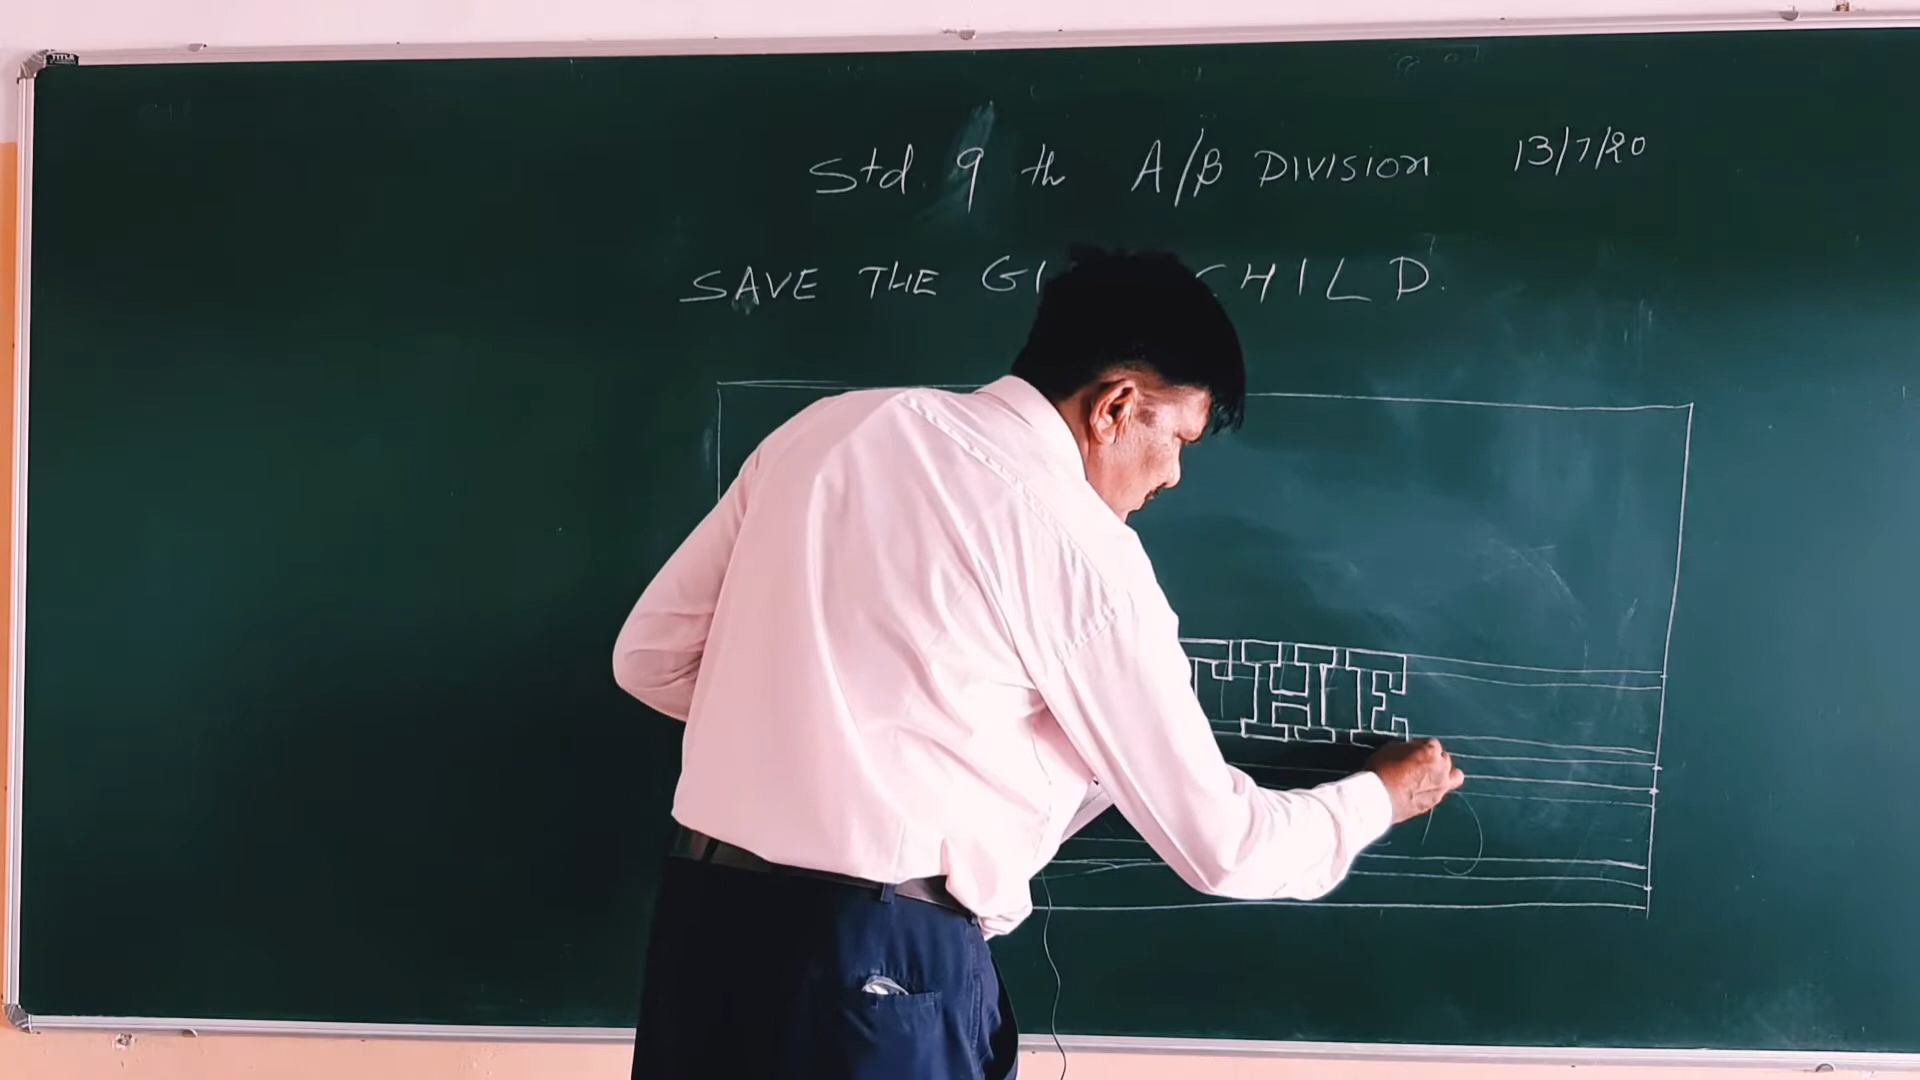 Std. 9 th A/B DIVISION 13/7/20
SAVE THE CHILD.
THE